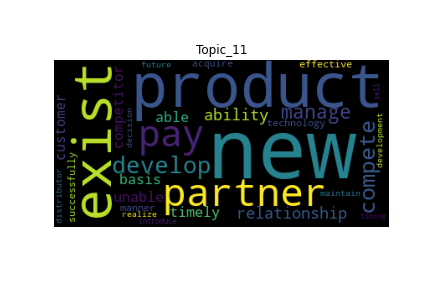 Topic_11
future acquire effective
product
exist
competitor
customer
able ability manage
pay
decision
technology
sell
new
develop
compete
development
basis
partner
successfully
distributor
unable
maintain
manner
realize timely relationship
introduce
timing